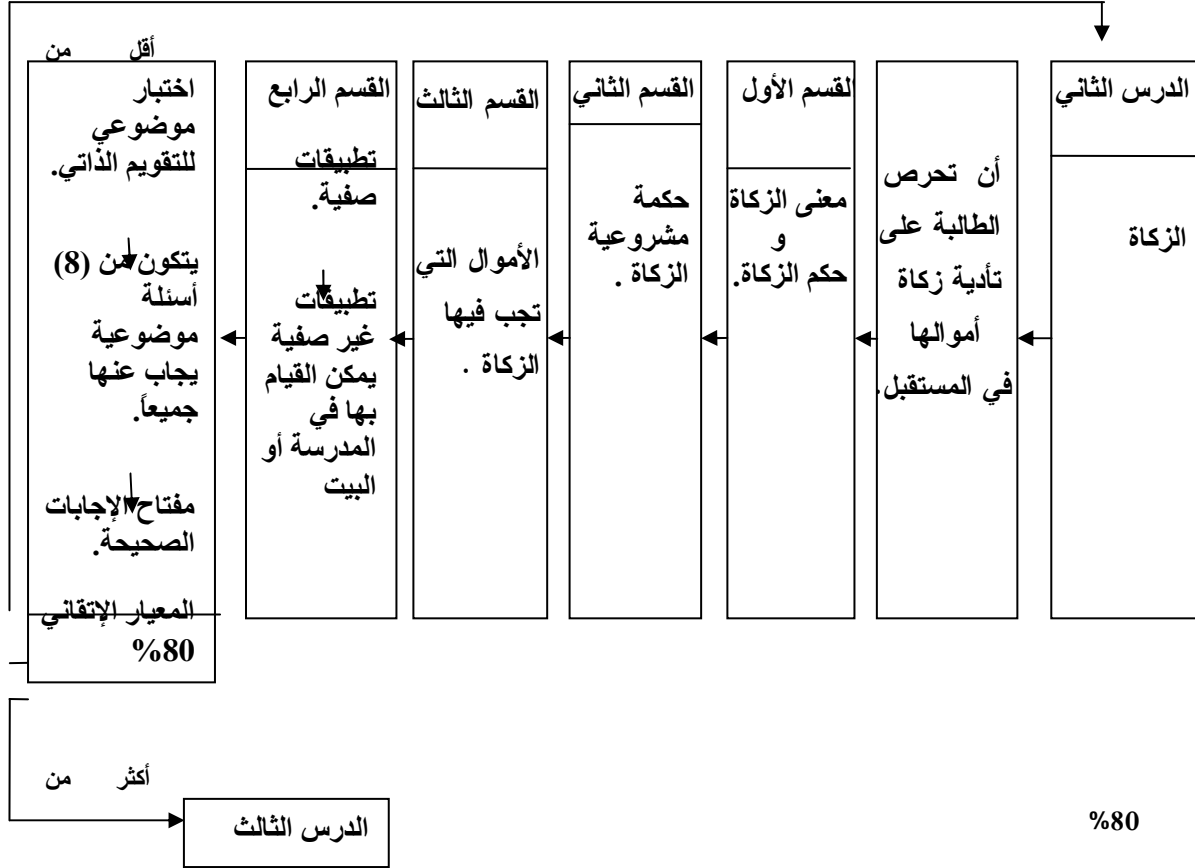 الدرس الثاني
الزكاة
أن تحرص
الطالبة على
تأدية زكاة
أموالها
في المستقبل.
القسم الأول
معنى الزكاة
و
حكم الزكاة.
القسم الثاني
حكمة
مشروعية
الزكاة .
القسم الثالث
الأموال التي
تجب فيها
الزكاة .
القسم الرابع
تطبيقات
صفية.
تطبيقات
غير صفية
يمكن القيام
بها في
المدرسة أو
البيت
أقل من
اختبار
موضوعي
للتقويم الذاتي.
يتكون من (8)
أسئلة
موضوعية
يجاب عنها
جميعاً.
مفتاح الإجابات
الصحيحة.
المعيار الإتقاني
%80
أكثر من
%80
الدرس الثالث